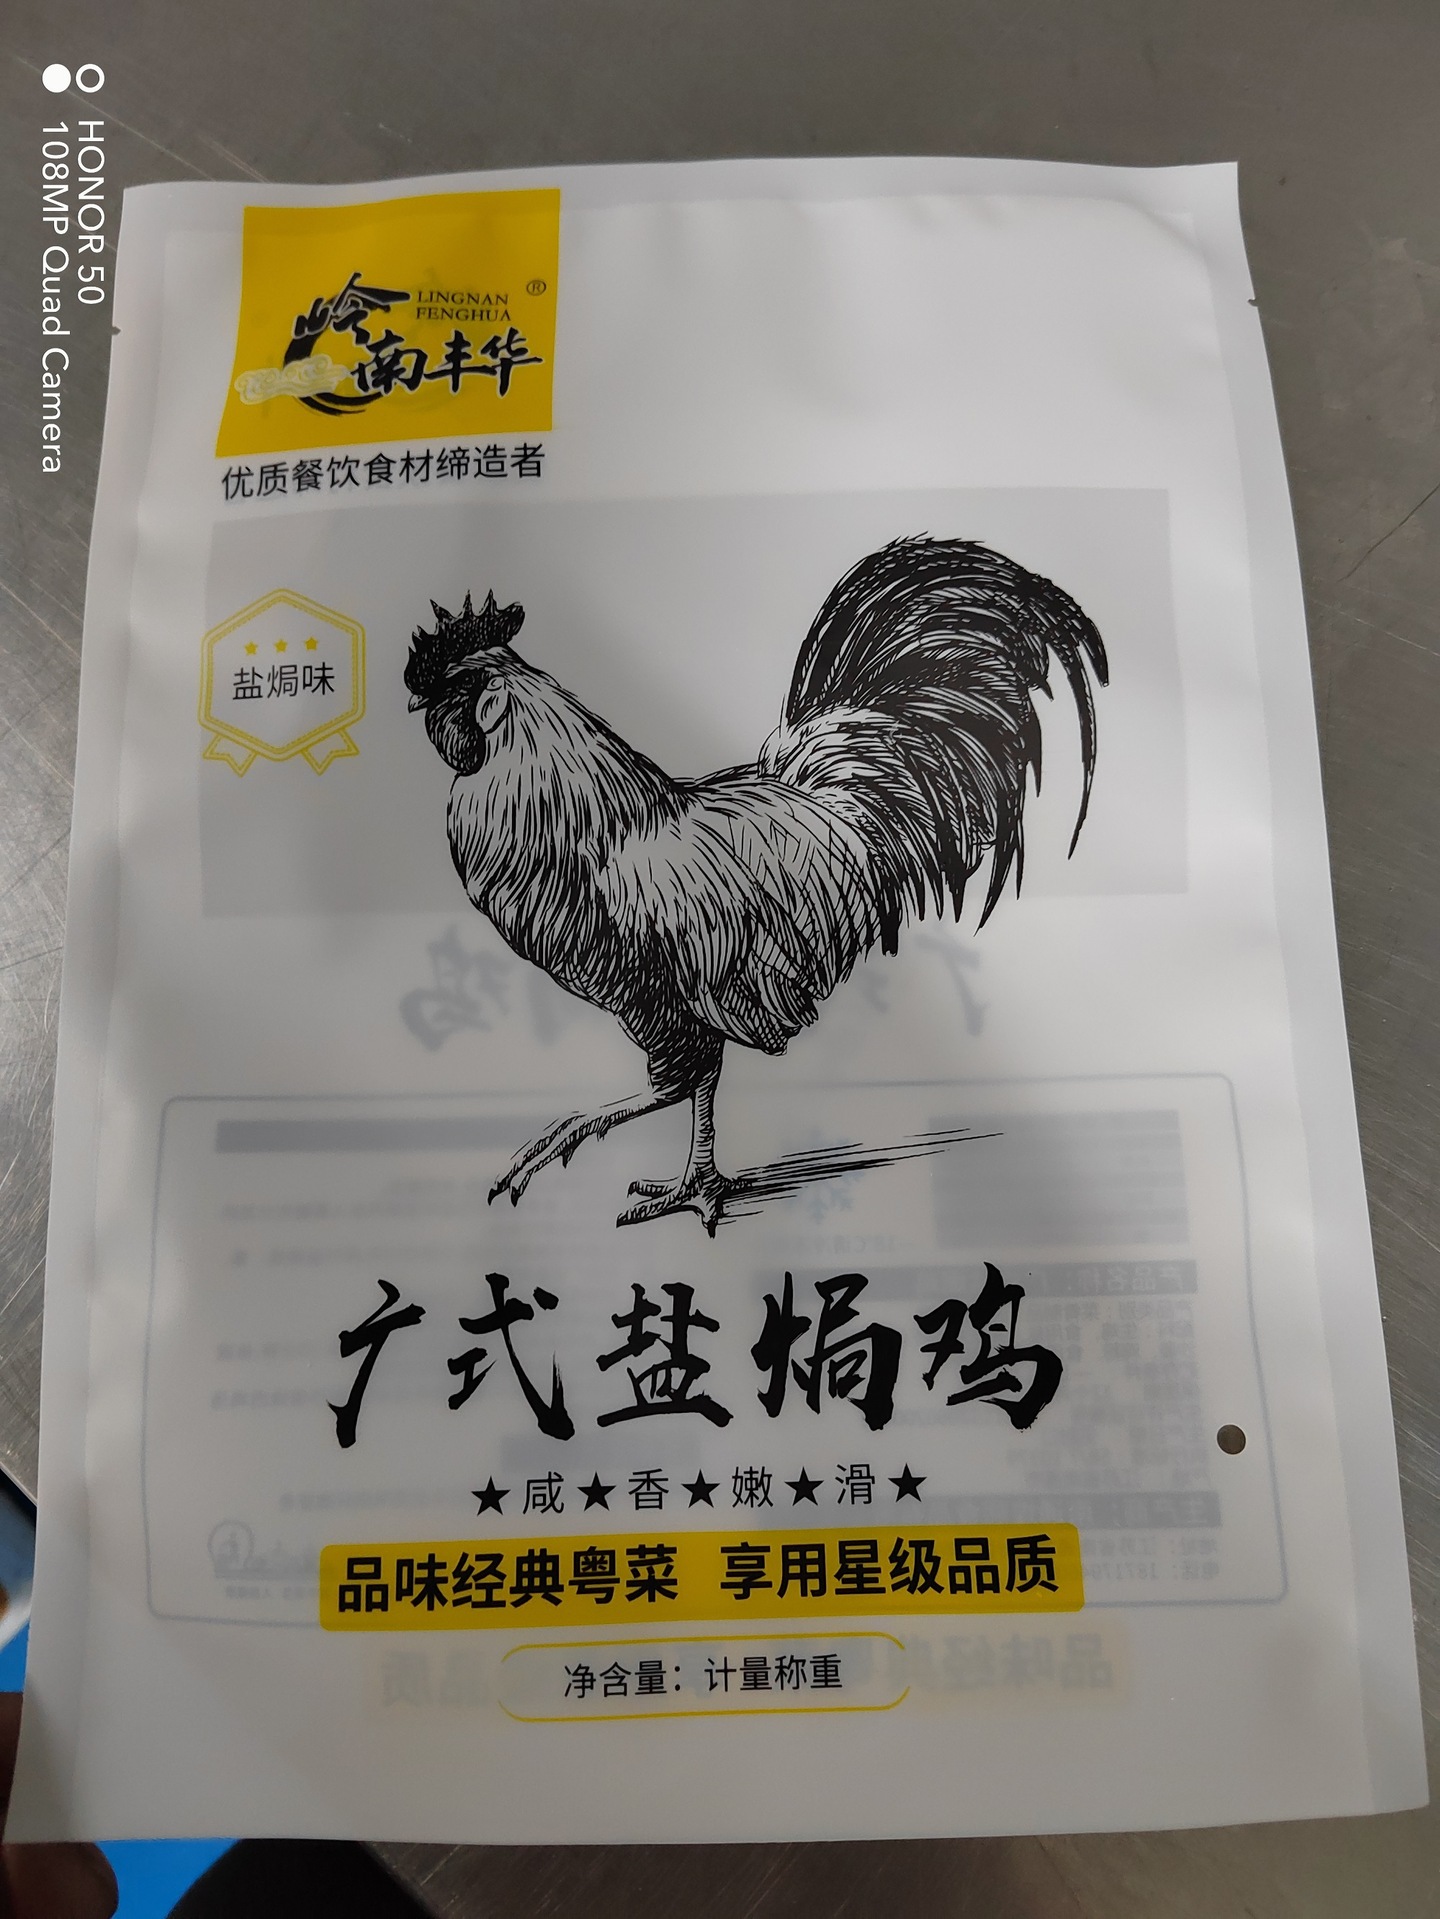 HONOR 50
108MP Quad Camera
LINGNAN ®
FENGHUA
岭南丰华
优质餐饮食材缔造者
盐焗味
广式盐焗鸡
★咸★香★嫩★滑★
品味经典粤菜 享用星级品质
净含量：计量称重